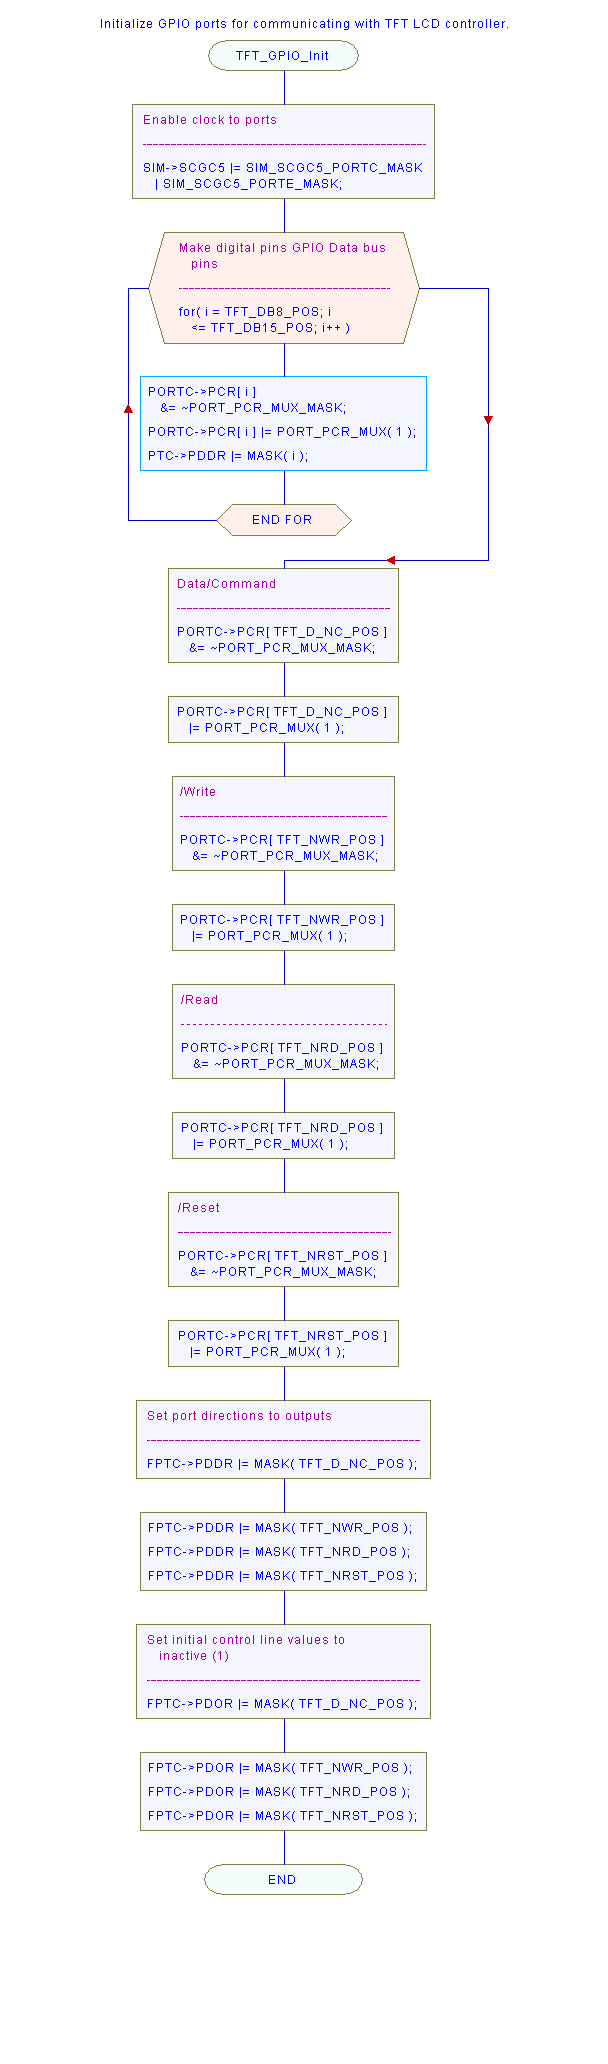 Initialize GPIO ports for communicating with TFT LCD controller.
TFT_GPIO_Init
Enable clock to ports
SIM->SCGC5 |= SIM_SCGC5_PORTC_MASK
| SIM_SCGC5_PORTE_MASK;
Make digital pins GPIO Data bus
pins
for( i = TFT_DB8_POS; i
<= TFT_DB15_POS; i++ )
PORTC->PCR[ i ]
&= ~PORT_PCR_MUX_MASK;
PORTC->PCR[ i ] |= PORT_PCR_MUX( 1 );
PTC->PDDR |= MASK( i );
END FOR
Data/Command
PORTC->PCR[ TFT_D_NC_POS ]
&= ~PORT_PCR_MUX_MASK;
PORTC->PCR[ TFT_D_NC_POS ]
|= PORT_PCR_MUX( 1 );
/Write
PORTC->PCR[ TFT_NWR_POS ]
&= ~PORT_PCR_MUX_MASK;
PORTC->PCR[ TFT_NWR_POS ]
|= PORT_PCR_MUX( 1 );
/Read
PORTC->PCR[ TFT_NRD_POS ]
&= ~PORT_PCR_MUX_MASK;
PORTC->PCR[ TFT_NRD_POS ]
|= PORT_PCR_MUX( 1 );
/Reset
PORTC->PCR[ TFT_NRST_POS ]
&= ~PORT_PCR_MUX_MASK;
PORTC->PCR[ TFT_NRST_POS ]
|= PORT_PCR_MUX( 1 );
Set port directions to outputs
FPTC->PDDR |= MASK( TFT_D_NC_POS );
FPTC->PDDR |= MASK( TFT_NWR_POS );
FPTC->PDDR |= MASK( TFT_NRD_POS );
FPTC->PDDR |= MASK( TFT_NRST_POS );
Set initial control line values to
inactive (1)
FPTC->PDOR |= MASK( TFT_D_NC_POS );
FPTC->PDOR |= MASK( TFT_NWR_POS );
FPTC->PDOR |= MASK( TFT_NRD_POS );
FPTC->PDOR |= MASK( TFT_NRST_POS );
END